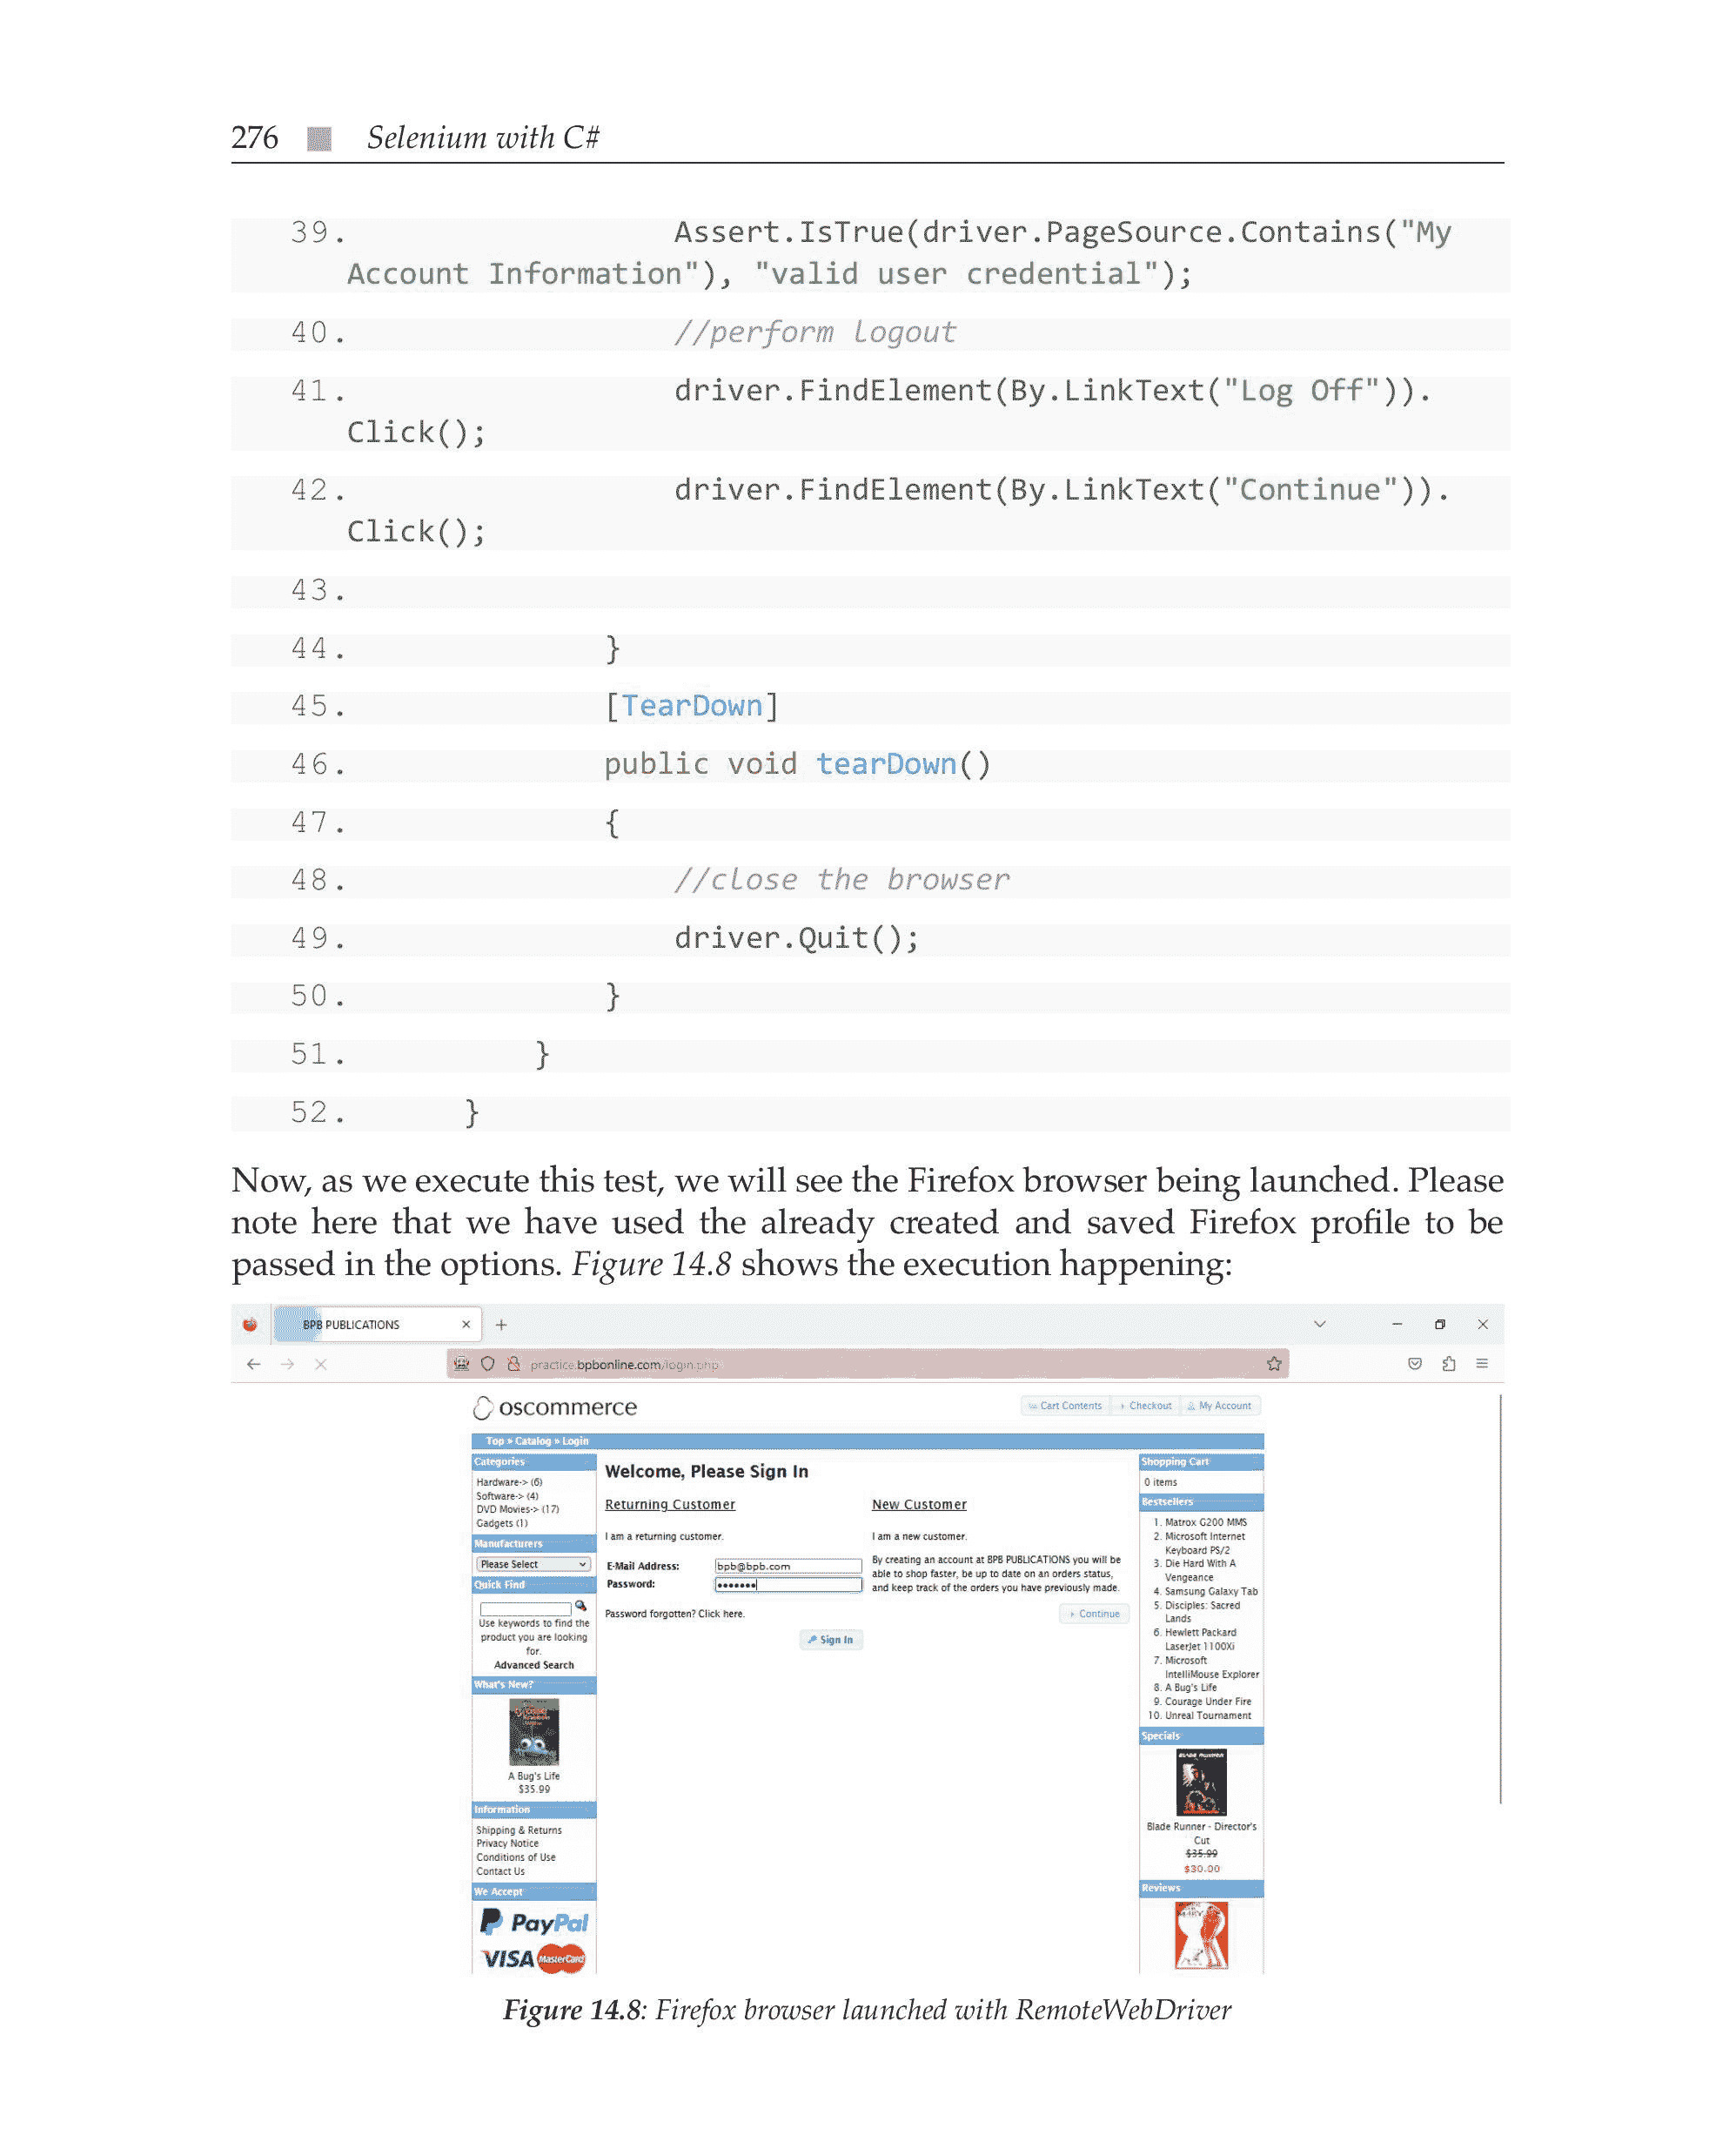 276 Selenium with C#
39. Assert.IsTrue(driver.PageSource.Contains("My
Account Information"), "valid user credential");
40. //perform logout
41. driver.FindElement(By.LinkText("Log Off")).
Click();
42. driver.FindElement(By.LinkText("Continue")).
Click();
43.
44. }
45. [TearDown]
46. public void tearDown()
47. {
48. //close the browser
49. driver.Quit();
50. }
51. }
52. }
Now, as we execute this test, we will see the Firefox browser being launched. Please
note here that we have used the already created and saved Firefox profile to be
passed in the options. Figure 14.8 shows the execution happening:
BPB PUBLICATIONS
practice.bpbonline.com/login.php
oscommerce
Cart Contents Checkout My Account
Top » Catalog » Login
Categories
Hardware-> (6)
Software-> (4)
DVD Movies-> (17)
Gadgets (1)
Manufacturers
Please Select
Quick Find
Use keywords to find the
product you are looking
for.
Advanced Search
What's New?
A Bug's Life
$35.99
Information
Shipping & Returns
Privacy Notice
Conditions of Use
Contact Us
We Accept
PayPal
VISA MasterCard
Welcome, Please Sign In
Returning Customer
I am a returning customer.
E-Mail Address: bpb@bpb.com
Password: •••••••
Password forgotten? Click here.
Sign In
New Customer
I am a new customer.
By creating an account at BPB PUBLICATIONS you will be
able to shop faster, be up to date on an orders status,
and keep track of the orders you have previously made.
Continue
Shopping Cart
0 items
Bestsellers
1. Matrox G200 MMS
2. Microsoft Internet
Keyboard PS/2
3. Die Hard With A
Vengeance
4. Samsung Galaxy Tab
5. Disciples: Sacred
Lands
6. Hewlett Packard
LaserJet 1100Xi
7. Microsoft
IntelliMouse Explorer
8. A Bug's Life
9. Courage Under Fire
10. Unreal Tournament
Specials
BLADE RUNNER
Blade Runner - Director's
Cut
$35.99
$30.00
Reviews
Figure 14.8: Firefox browser launched with RemoteWebDriver